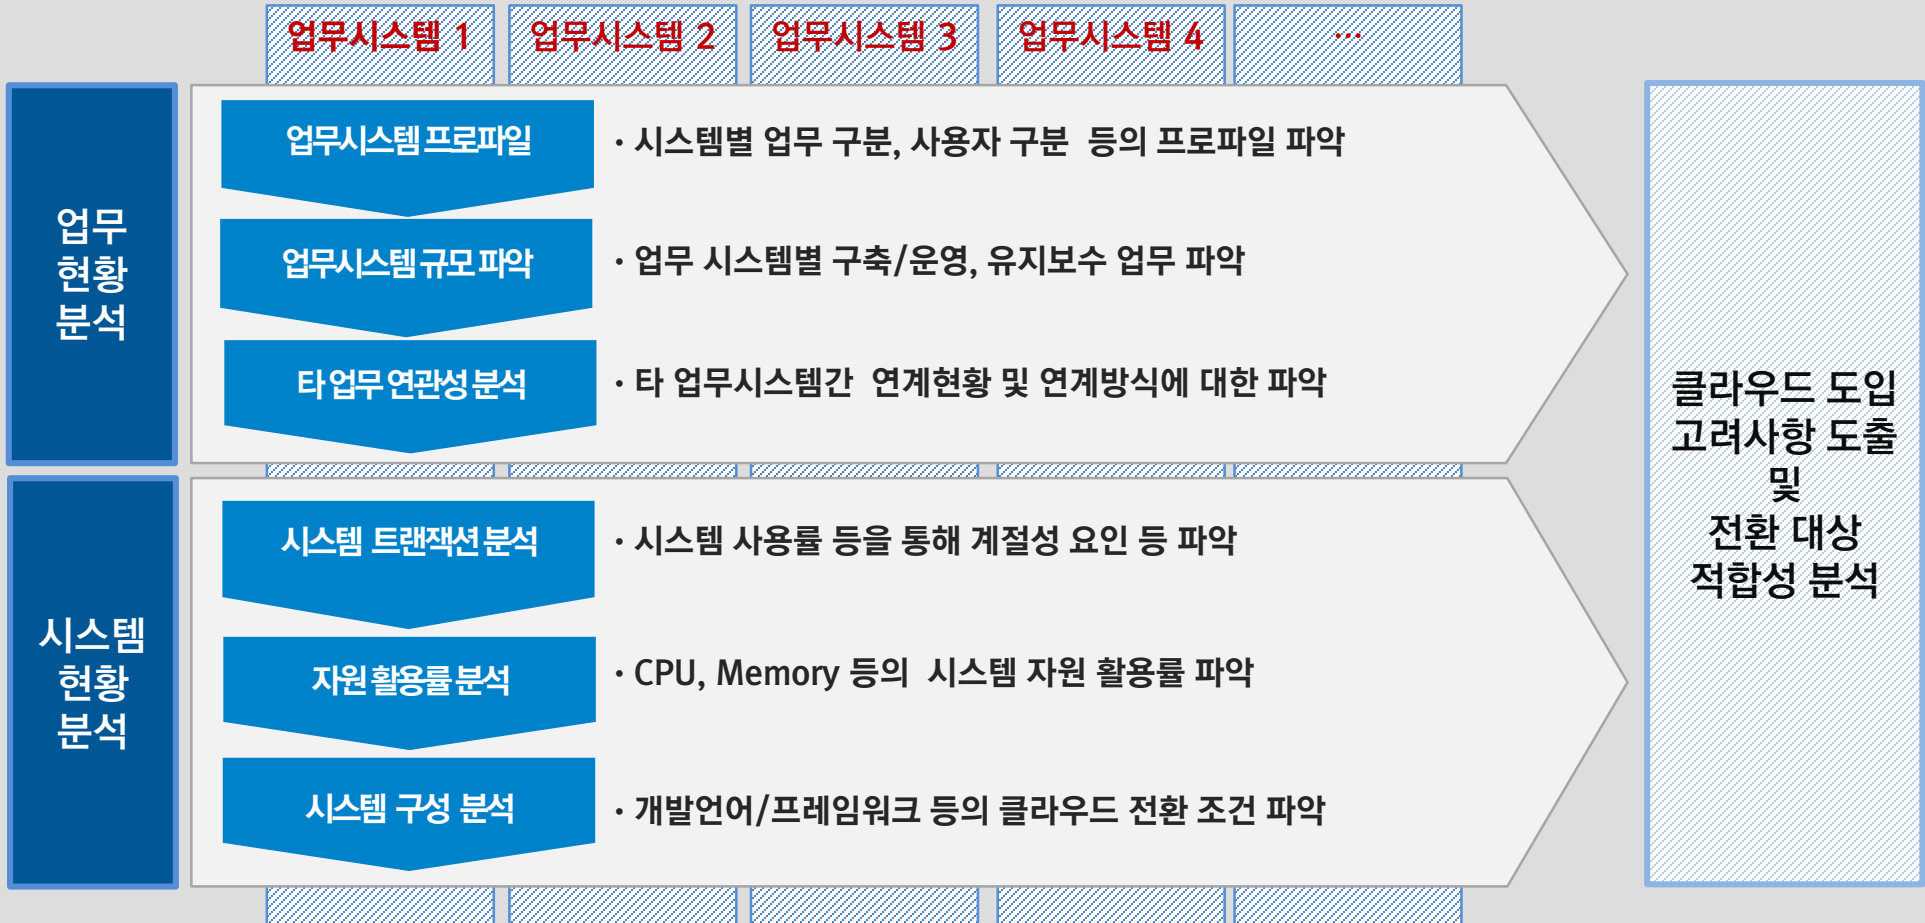 업무시스템 1
업무시스템 2
업무시스템 3
업무시스템 4
...
업무
현황
분석
업무시스템 프로파일
· 시스템별 업무 구분, 사용자 구분 등의 프로파일 파악
업무시스템 규모 파악
· 업무 시스템별 구축/운영, 유지보수 업무 파악
타 업무 연관성 분석
· 타 업무시스템간 연계현황 및 연계방식에 대한 파악
시스템
현황
분석
시스템 트랜잭션 분석
· 시스템 사용률 등을 통해 계절성 요인 등 파악
자원 활용률 분석
· CPU, Memory 등의 시스템 자원 활용률 파악
시스템 구성 분석
· 개발언어/프레임워크 등의 클라우드 전환 조건 파악
클라우드 도입
고려사항 도출
및
전환 대상
적합성 분석